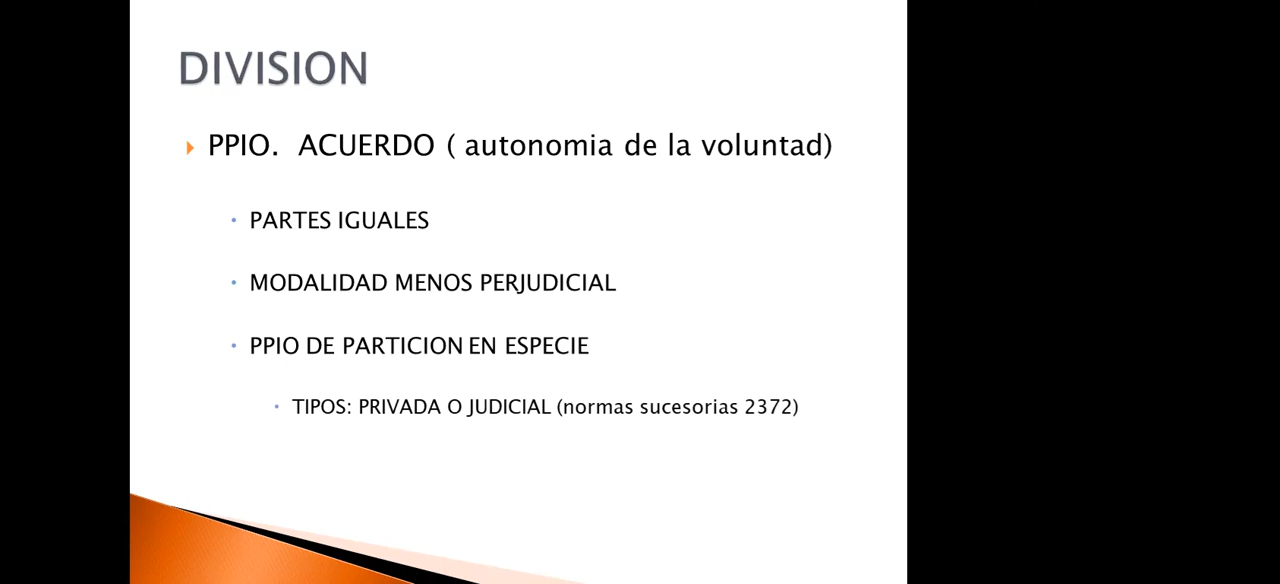 DIVISION
PPIO. ACUERDO ( autonomia de la voluntad)
PARTES IGUALES
MODALIDAD MENOS PERJUDICIAL
PPIO DE PARTICION EN ESPECIE
TIPOS: PRIVADA O JUDICIAL (normas sucesorias 2372)